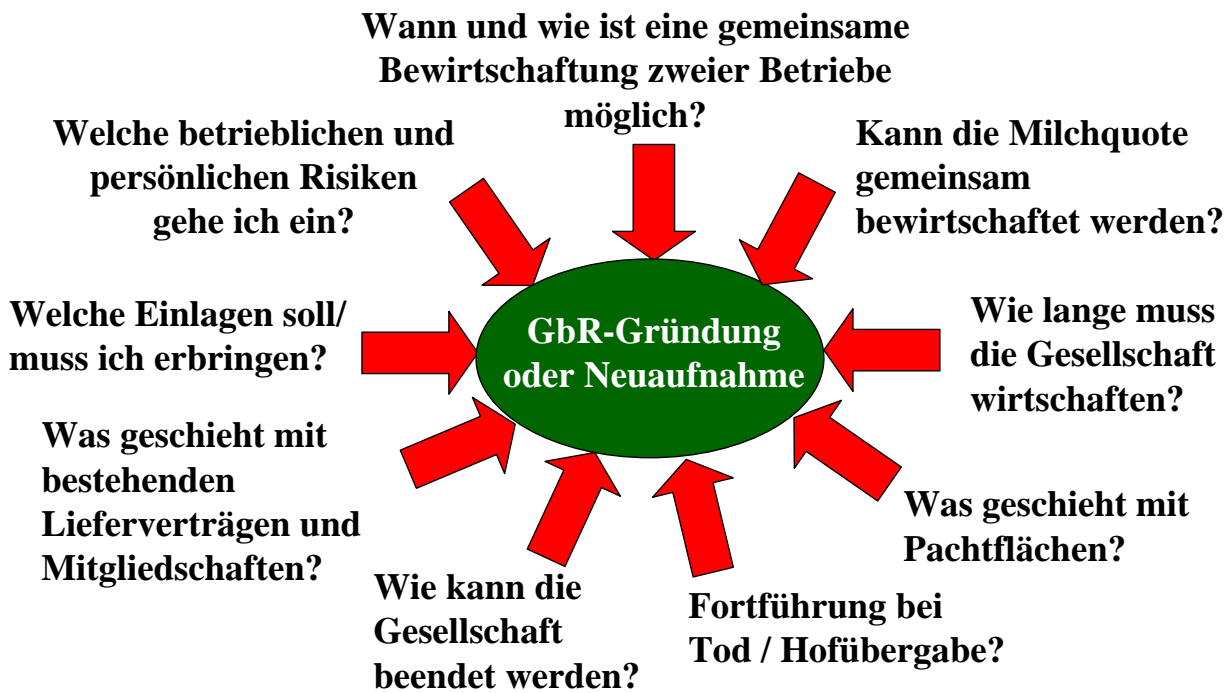 Wann und wie ist eine gemeinsame
Bewirtschaftung zweier Betriebe
möglich?
Welche betrieblichen und
persönlichen Risiken
gehe ich ein?
Kann die Milchquote
gemeinsam
bewirtschaftet werden?
Welche Einlagen soll/
muss ich erbringen?
GbR-Gründung
oder Neuaufnahme
Wie lange muss
die Gesellschaft
wirtschaften?
Was geschieht mit
bestehenden
Lieferverträgen und
Mitgliedschaften?
Wie kann die
Gesellschaft
beendet werden?
Fortführung bei
Tod / Hofübergabe?
Was geschieht mit
Pachtflächen?